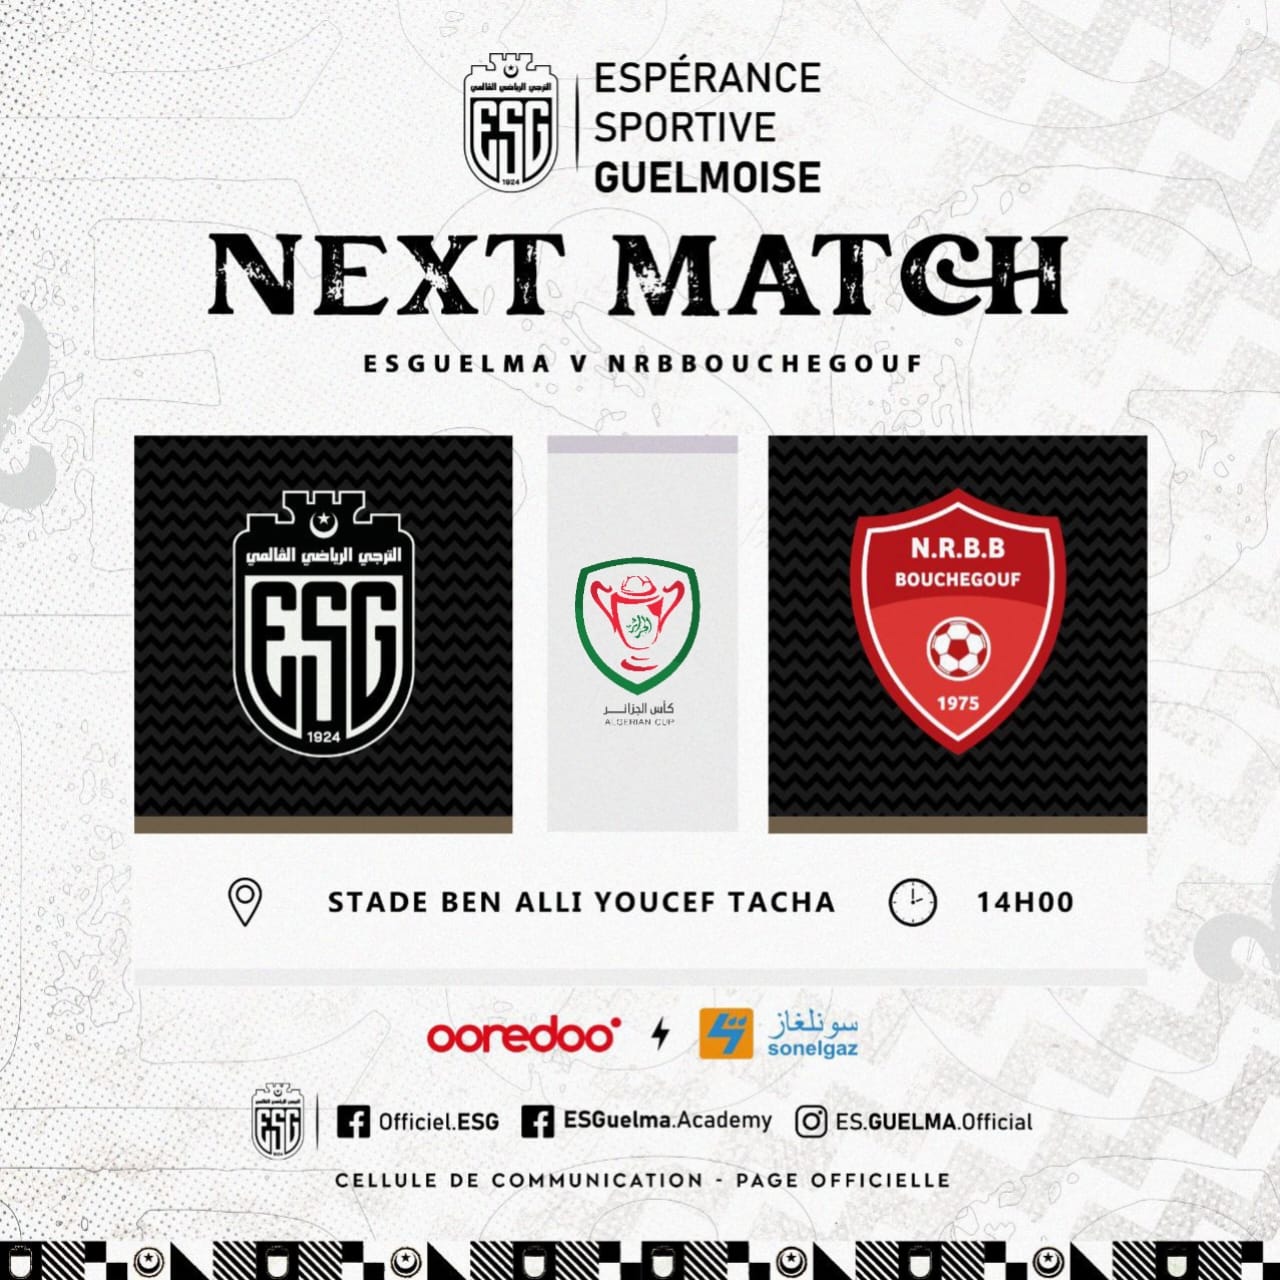 الترجي الرياضي القالمي
ESG
1924
ESPÉRANCE
SPORTIVE
GUELMOISE
NEXT MATCH
ESGUELMA V NRBBOUCHEGOUF
الترجي الرياضي القالمي
ESG
1924
الجزائر
كأس الجزائر
ALGERIAN CUP
N.R.B.B
BOUCHEGOUF
1975
STADE BEN ALLI YOUCEF TACHA
14H00
ooredoo
سونلغاز
sonelgaz
ESG
Officiel.ESG
ESGuelma.Academy
ES.GUELMA.Official
CELLULE DE COMMUNICATION - PAGE OFFICIELLE